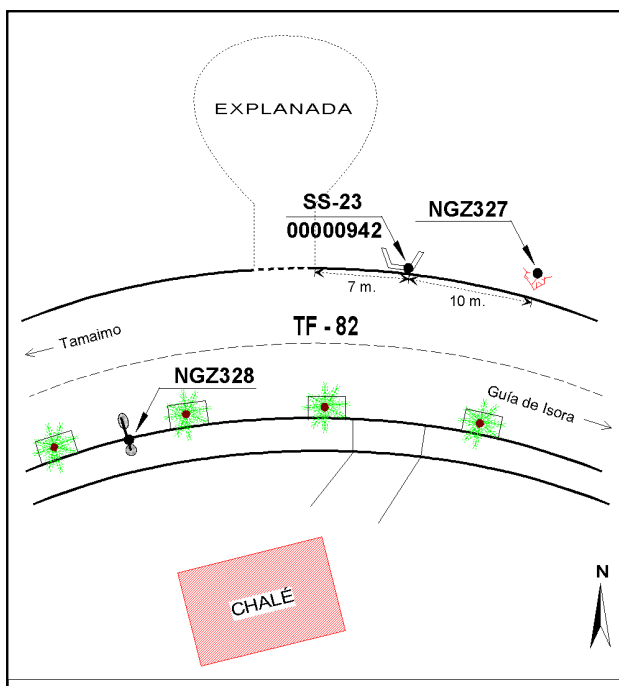 EXPLANADA
SS-23
00000942
NGZ327
7 m.
10 m.
Tamaimo
TF - 82
NGZ328
Guía de Isora
CHALÉ
N